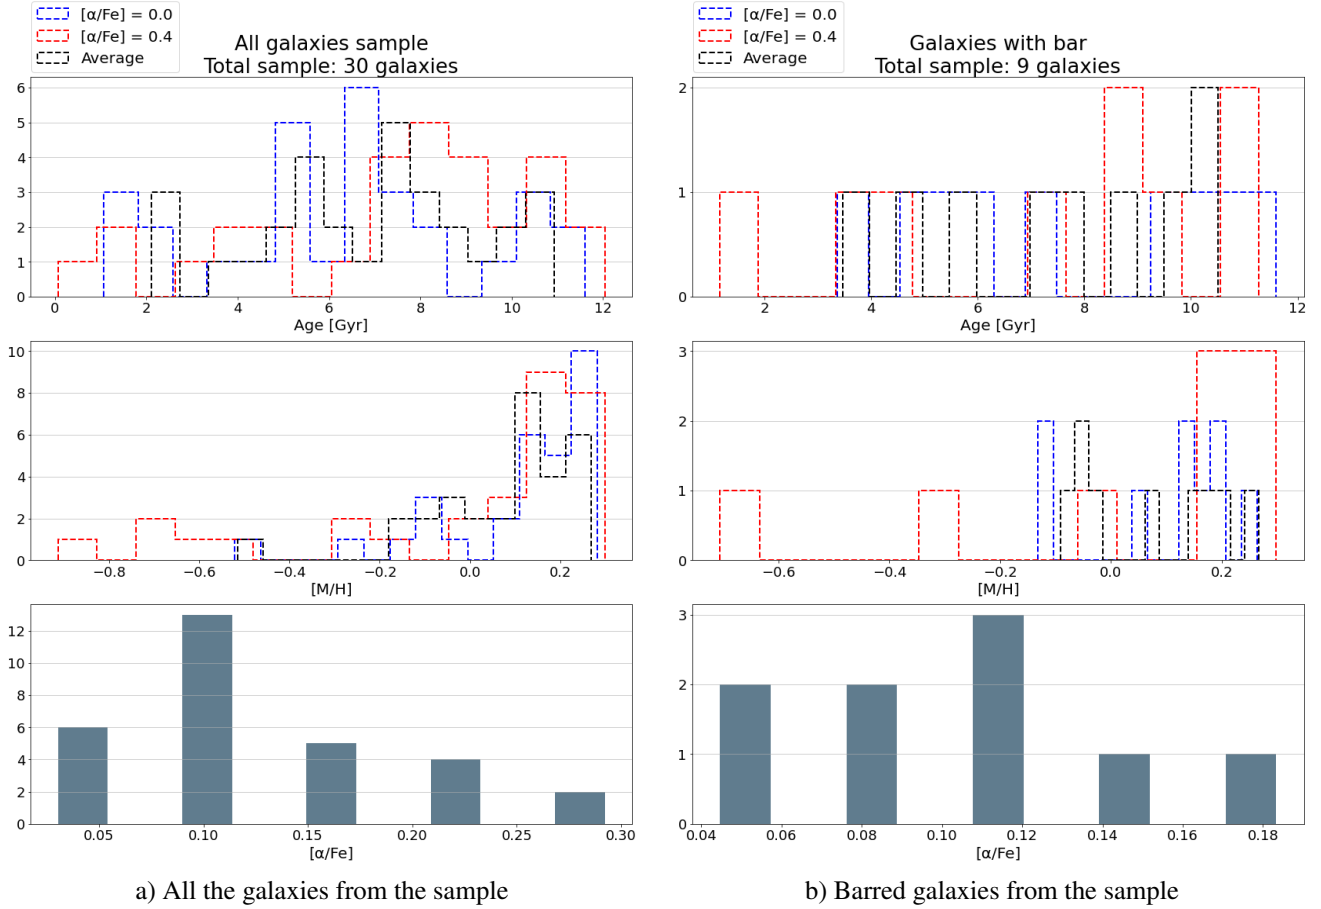 [α/Fe] = 0.0
[α/Fe] = 0.4
Average
All galaxies sample
Total sample: 30 galaxies
6
5
4
3
2
1
0
0 2 4 6 8 10 12
Age [Gyr]
10
8
6
4
2
0
−0.8 −0.6 −0.4 −0.2 0.0 0.2
[M/H]
12
10
8
6
4
2
0
0.05 0.10 0.15 0.20 0.25 0.30
[α/Fe]
a) All the galaxies from the sample
[α/Fe] = 0.0
[α/Fe] = 0.4
Average
Galaxies with bar
Total sample: 9 galaxies
2
1
0
2 4 6 8 10 12
Age [Gyr]
3
2
1
0
−0.6 −0.4 −0.2 0.0 0.2
[M/H]
3
2
1
0
0.04 0.06 0.08 0.10 0.12 0.14 0.16 0.18
[α/Fe]
b) Barred galaxies from the sample